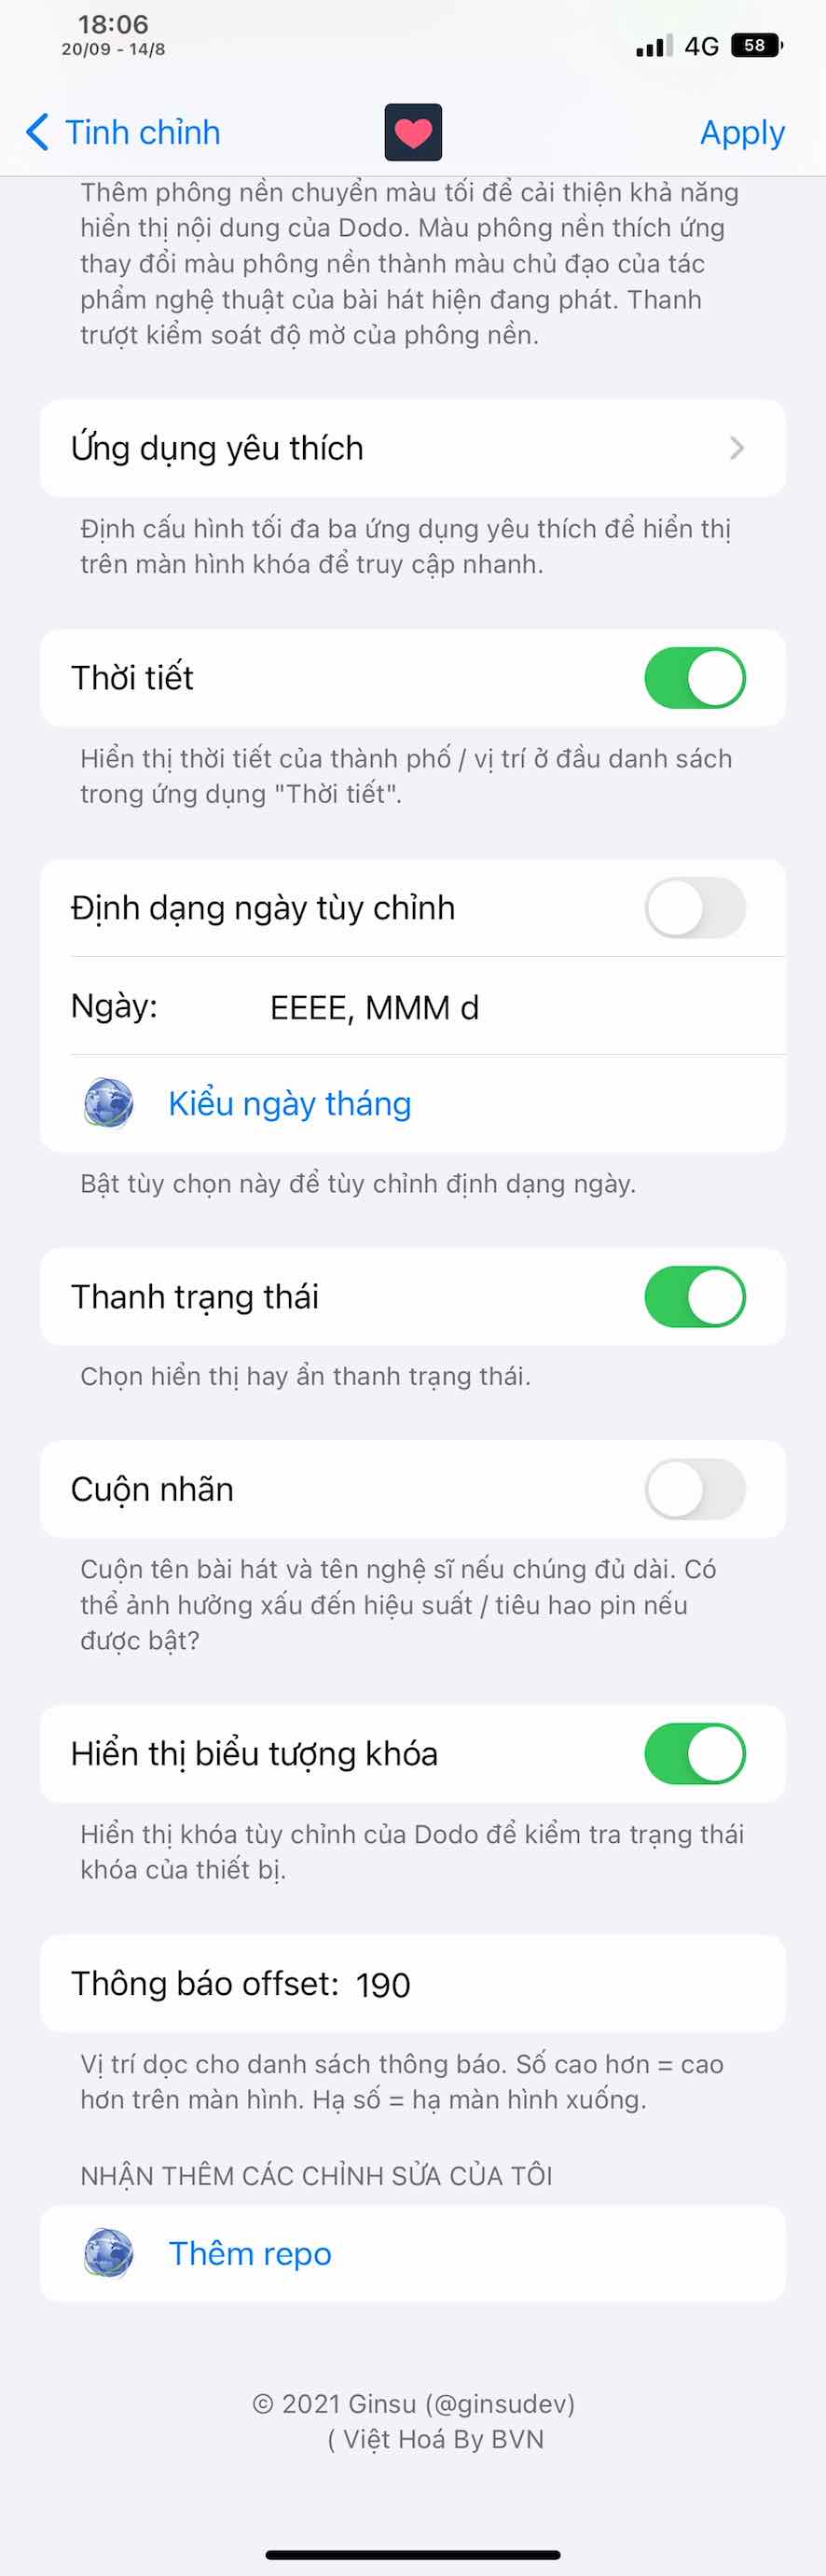 18:06
20/09 - 14/8
4G
58
Tinh chỉnh
Apply
Thêm phông nền chuyển màu tối để cải thiện khả năng
hiển thị nội dung của Dodo. Màu phông nền thích ứng
thay đổi màu phông nền thành màu chủ đạo của tác
phẩm nghệ thuật của bài hát hiện đang phát. Thanh
trượt kiểm soát độ mờ của phông nền.
Ứng dụng yêu thích
Định cấu hình tối đa ba ứng dụng yêu thích để hiển thị
trên màn hình khóa để truy cập nhanh.
Thời tiết
Hiển thị thời tiết của thành phố / vị trí ở đầu danh sách
trong ứng dụng "Thời tiết".
Định dạng ngày tùy chỉnh
Ngày: EEEE, MMM d
Kiểu ngày tháng
Bật tùy chọn này để tùy chỉnh định dạng ngày.
Thanh trạng thái
Chọn hiển thị hay ẩn thanh trạng thái.
Cuộn nhãn
Cuộn tên bài hát và tên nghệ sĩ nếu chúng đủ dài. Có
thể ảnh hưởng xấu đến hiệu suất / tiêu hao pin nếu
được bật?
Hiển thị biểu tượng khóa
Hiển thị khóa tùy chỉnh của Dodo để kiểm tra trạng thái
khóa của thiết bị.
Thông báo offset: 190
Vị trí dọc cho danh sách thông báo. Số cao hơn = cao
hơn trên màn hình. Hạ số = hạ màn hình xuống.
NHẬN THÊM CÁC CHỈNH SỬA CỦA TÔI
Thêm repo
© 2021 Ginsu (@ginsudev)
( Việt Hoá By BVN